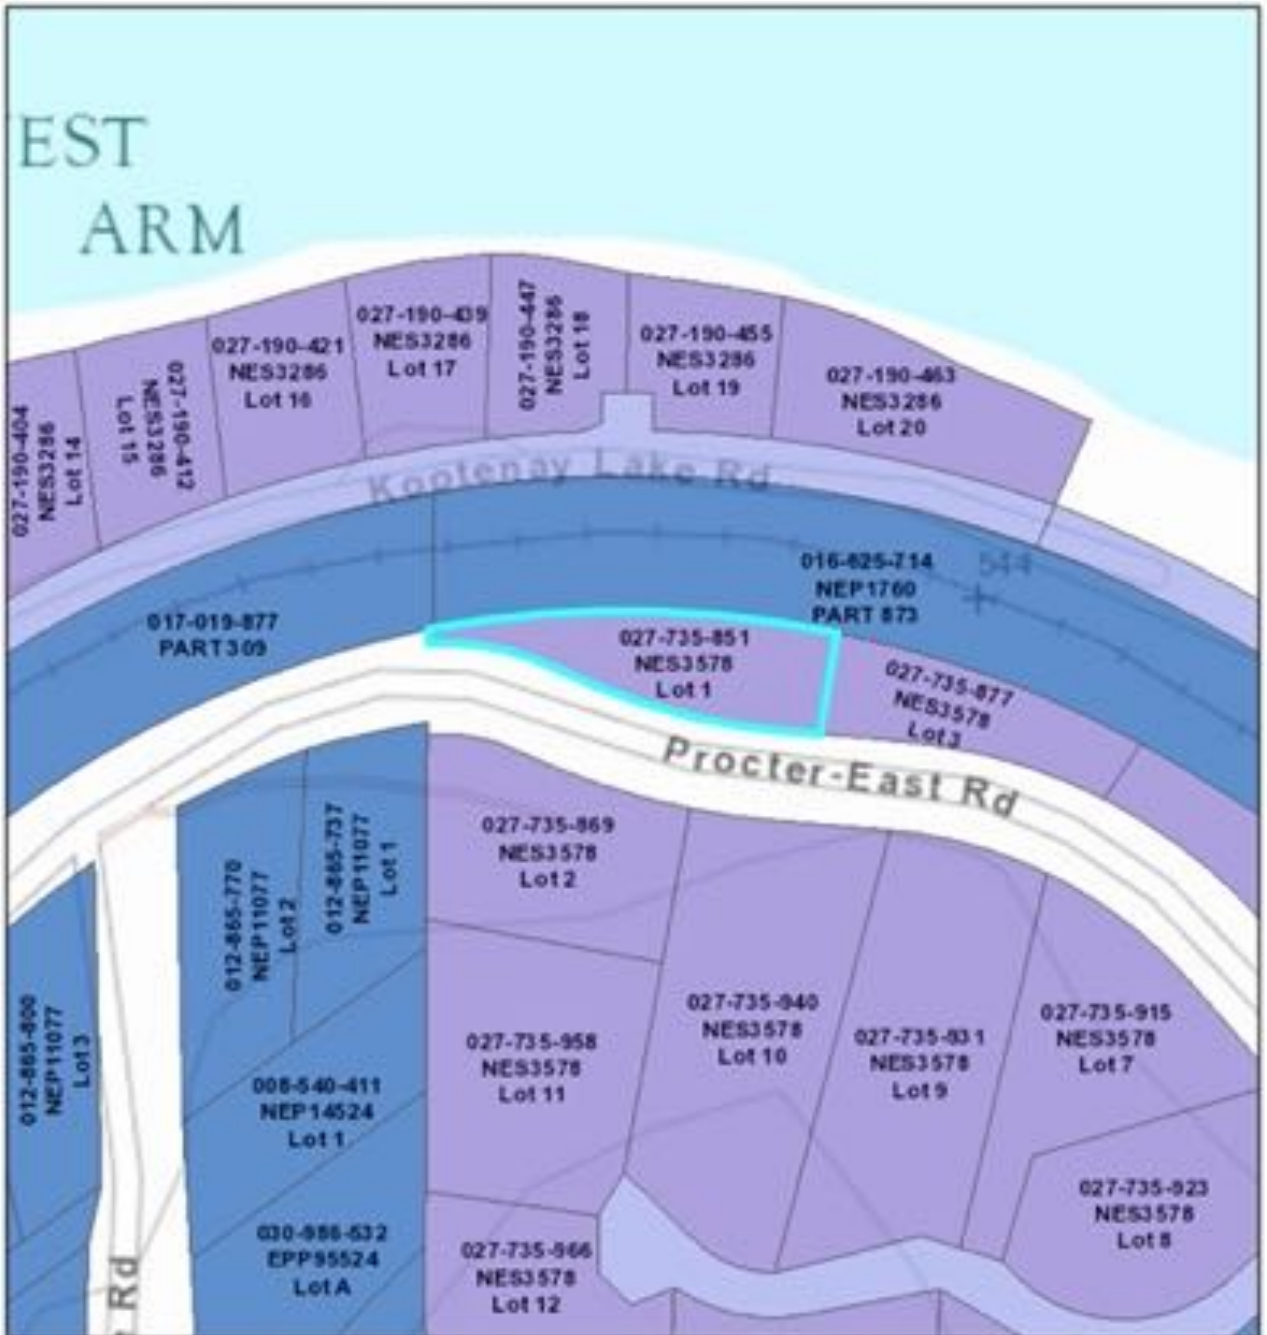 EST
ARM
027-190-404
NES3286
Lot 14
027-190-412
NES3286
Lot 15
027-190-421
NES3286
Lot 16
027-190-439
NES3286
Lot 17
027-190-447
NES3286
Lot 18
027-190-455
NES3286
Lot 19
027-190-463
NES3286
Lot 20
Kootenay Lake Rd
544
017-019-877
PART 309
016-625-714
NEP1760
PART 873
027-735-851
NES3578
Lot 1
027-735-877
NES3578
Lot 3
Procter-East Rd
027-735-869
NES3578
Lot 2
012-865-770
NEP11077
Lot 2
012-865-737
NEP11077
Lot 1
012-865-800
NEP11077
Lot 3
027-735-958
NES3578
Lot 11
027-735-940
NES3578
Lot 10
027-735-931
NES3578
Lot 9
027-735-915
NES3578
Lot 7
008-540-411
NEP14524
Lot 1
027-735-923
NES3578
Lot 8
030-986-532
EPP95524
Lot A
027-735-966
NES3578
Lot 12
Rd